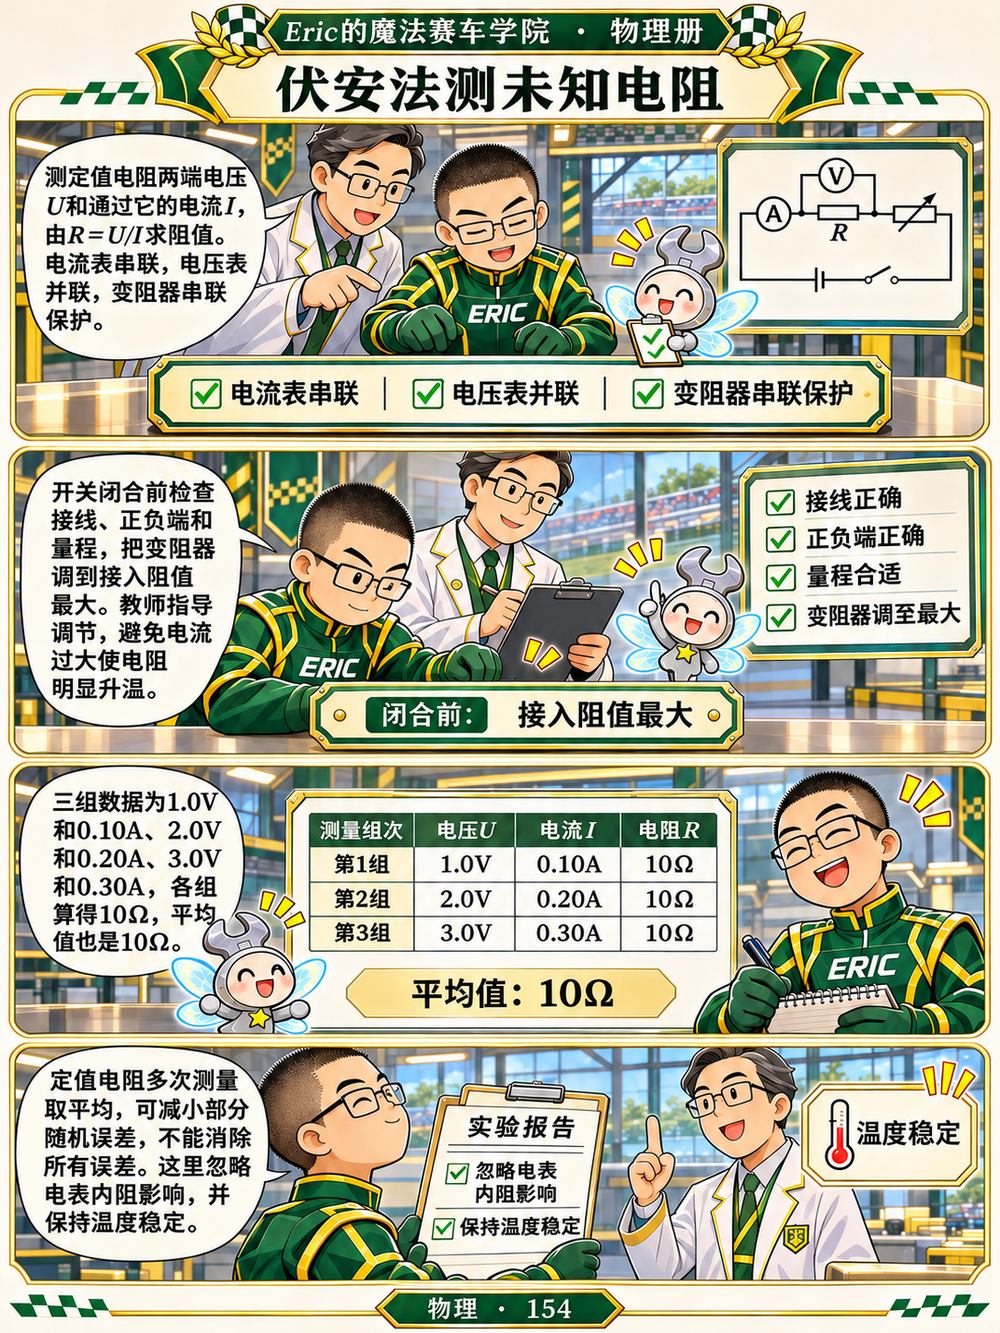 Eric的魔法赛车学院 · 物理册
伏安法测未知电阻
测定值电阻两端电压
U和通过它的电流I，
由R=U/I求阻值。
电流表串联，电压表
并联，变阻器串联
保护。
ERIC
V
A
R
电流表串联
电压表并联
变阻器串联保护
开关闭合前检查
接线、正负端和
量程，把变阻器
调到接入阻值
最大。教师指导
调节，避免电流
过大使电阻
明显升温。
ERIC
接线正确
正负端正确
量程合适
变阻器调至最大
闭合前： 接入阻值最大
三组数据为1.0V
和0.10A、2.0V
和0.20A、3.0V
和0.30A，各组
算得10Ω，平均
值也是10Ω。
测量组次 电压U 电流I 电阻R
第1组 1.0V 0.10A 10Ω
第2组 2.0V 0.20A 10Ω
第3组 3.0V 0.30A 10Ω
平均值：10Ω
ERIC
定值电阻多次测量
取平均，可减小部分
随机误差，不能消除
所有误差。这里忽略
电表内阻影响，并
保持温度稳定。
实验报告
忽略电表
内阻影响
保持温度稳定
温度稳定
物理 · 154